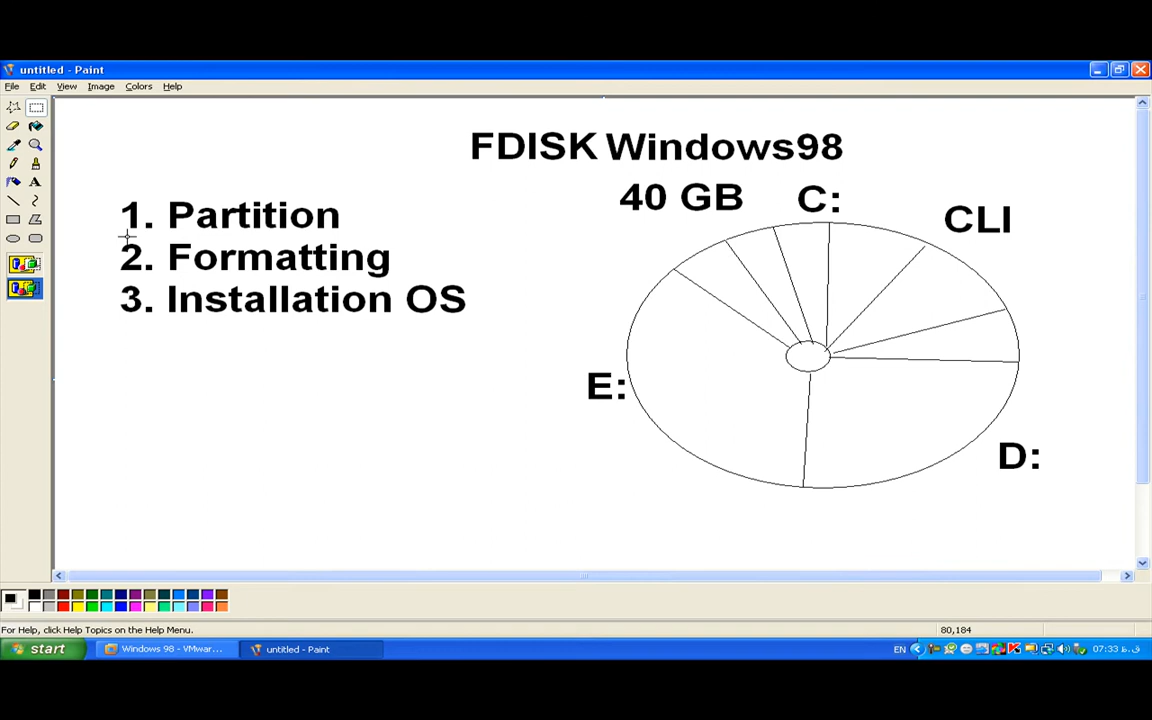 untitled - Paint
File Edit View Image Colors Help
FDISK Windows98
40 GB C:
CLI
1. Partition
2. Formatting
3. Installation OS
E:
D:
For Help, click Help Topics on the Help Menu.
80,184
start
Windows 98 - VMwar...
untitled - Paint
EN
07:33 ق.ظ